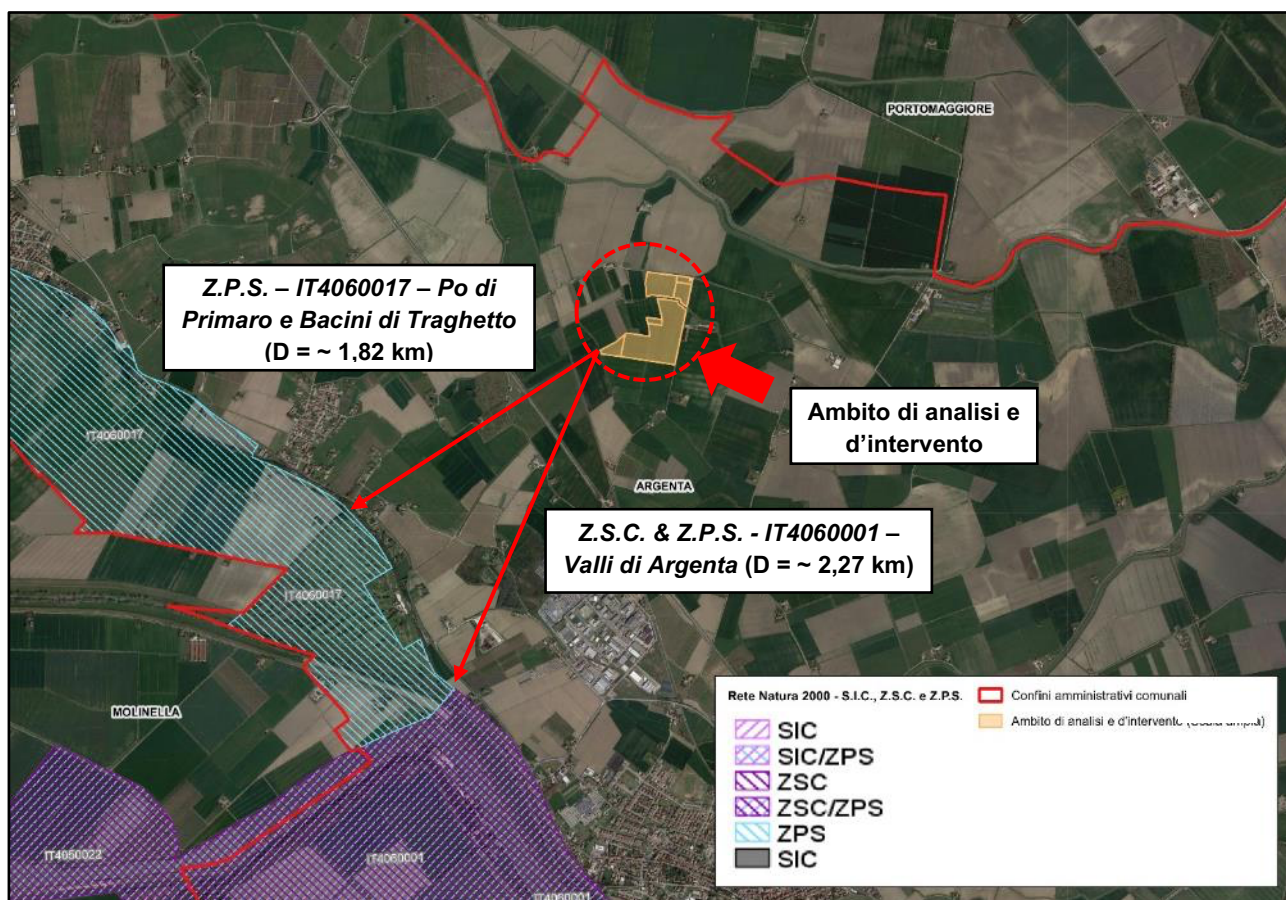 PORTOMAGGIORE
Z.P.S. – IT4060017 – Po di
Primaro e Bacini di Traghetto
(D = ~ 1,82 km)
Ambito di analisi e
d'intervento
IT4060017
ARGENTA
Z.S.C. & Z.P.S. - IT4060001 –
Valli di Argenta (D = ~ 2,27 km)
IT4060017
MOLINELLA
IT4050022
IT4060001
IT4060001
Rete Natura 2000 - S.I.C., Z.S.C. e Z.P.S.
SIC
SIC/ZPS
ZSC
ZSC/ZPS
ZPS
SIC
Confini amministrativi comunali
Ambito di analisi e d'intervento